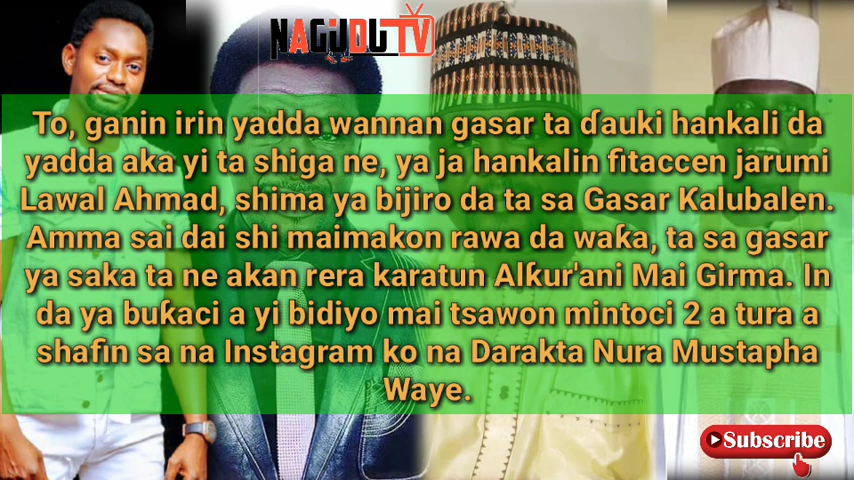 NAGUDU TV
To, ganin irin yadda wannan gasar ta ɗauki hankali da
yadda aka yi ta shiga ne, ya ja hankalin fitaccen jarumi
Lawal Ahmad, shima ya bijiro da ta sa Gasar Kalubalen.
Amma sai dai shi maimakon rawa da waƙa, ta sa gasar
ya saka ta ne akan rera karatun Alƙur'ani Mai Girma. In
da ya buƙaci a yi bidiyo mai tsawon mintoci 2 a tura a
shafin sa na Instagram ko na Darakta Nura Mustapha
Waye.
Subscribe